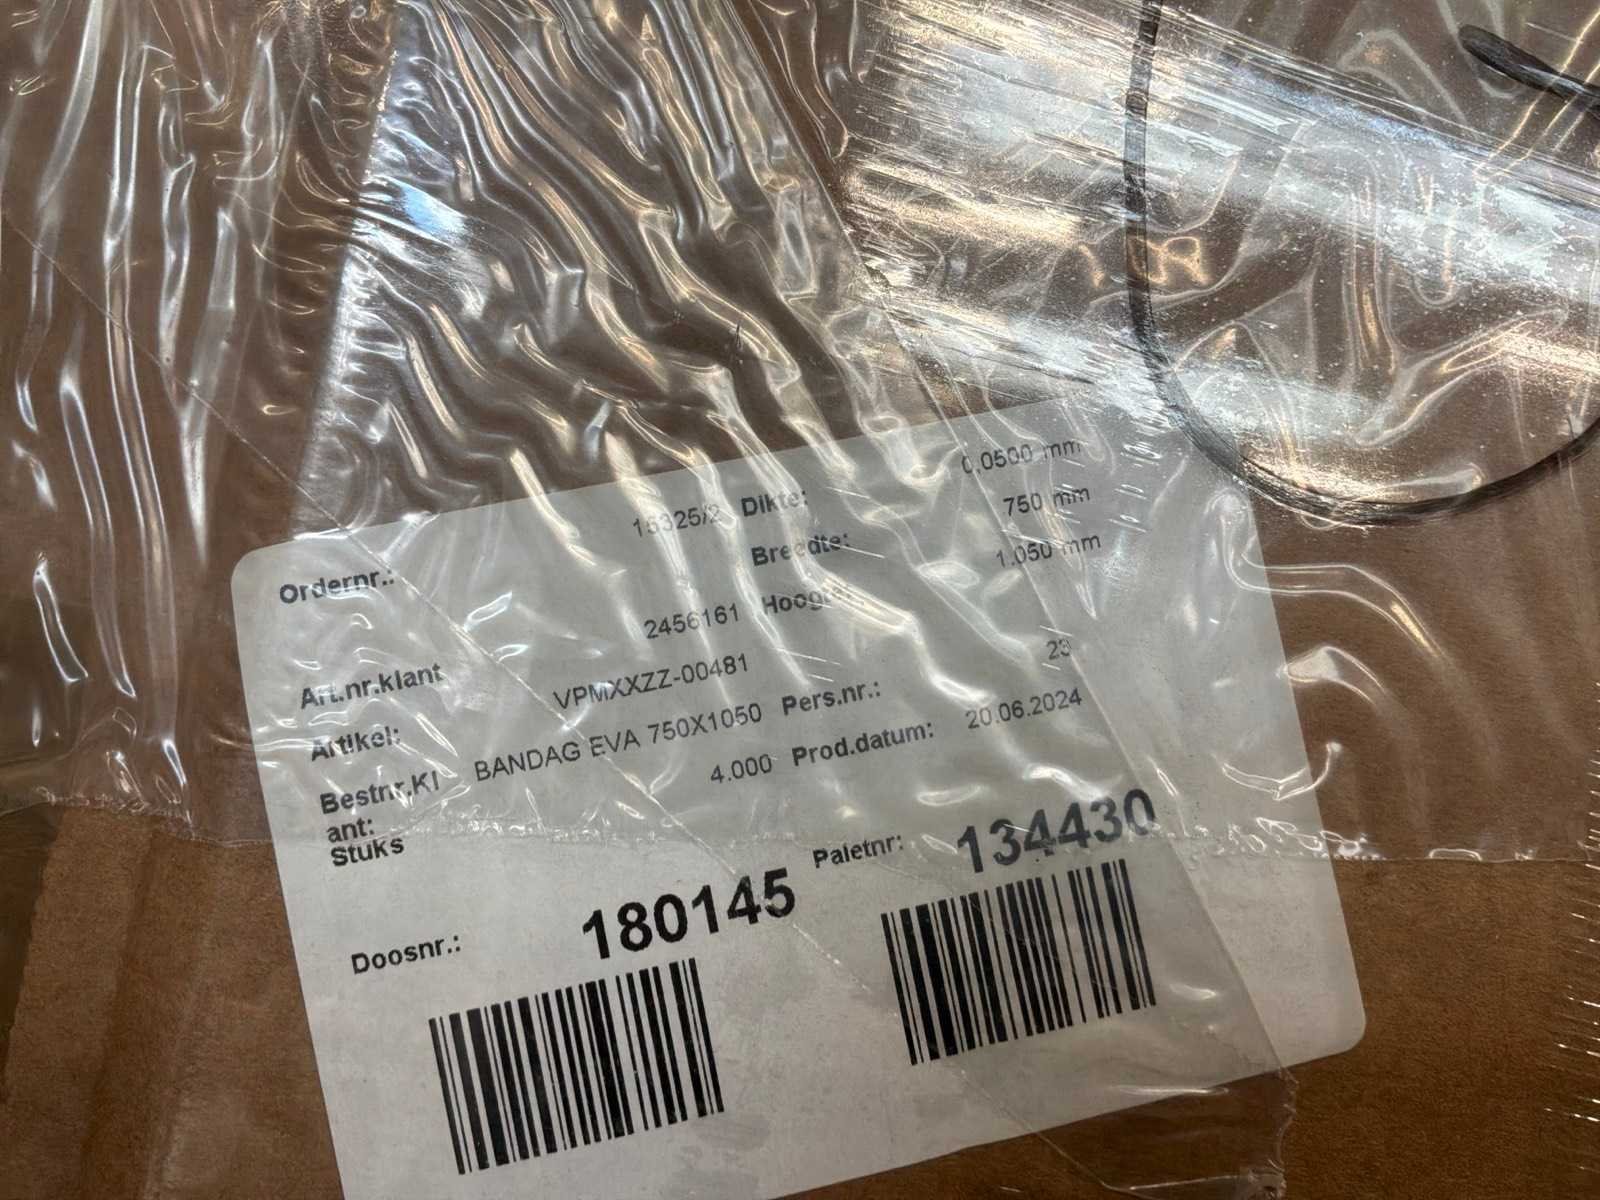 Ordernr.: 15325/2 Dikte: 0,0500 mm
Breedte: 750 mm
Art.nr.klant 2456161 Hoogte: 1.050 mm
Artikel: VPMXXZZ-00481
Bestnr.Kl BANDAG EVA 750X1050 Pers.nr.: 23
ant:
Stuks 4.000 Prod.datum: 20.06.2024
Doosnr.: 180145 Paletnr: 134430